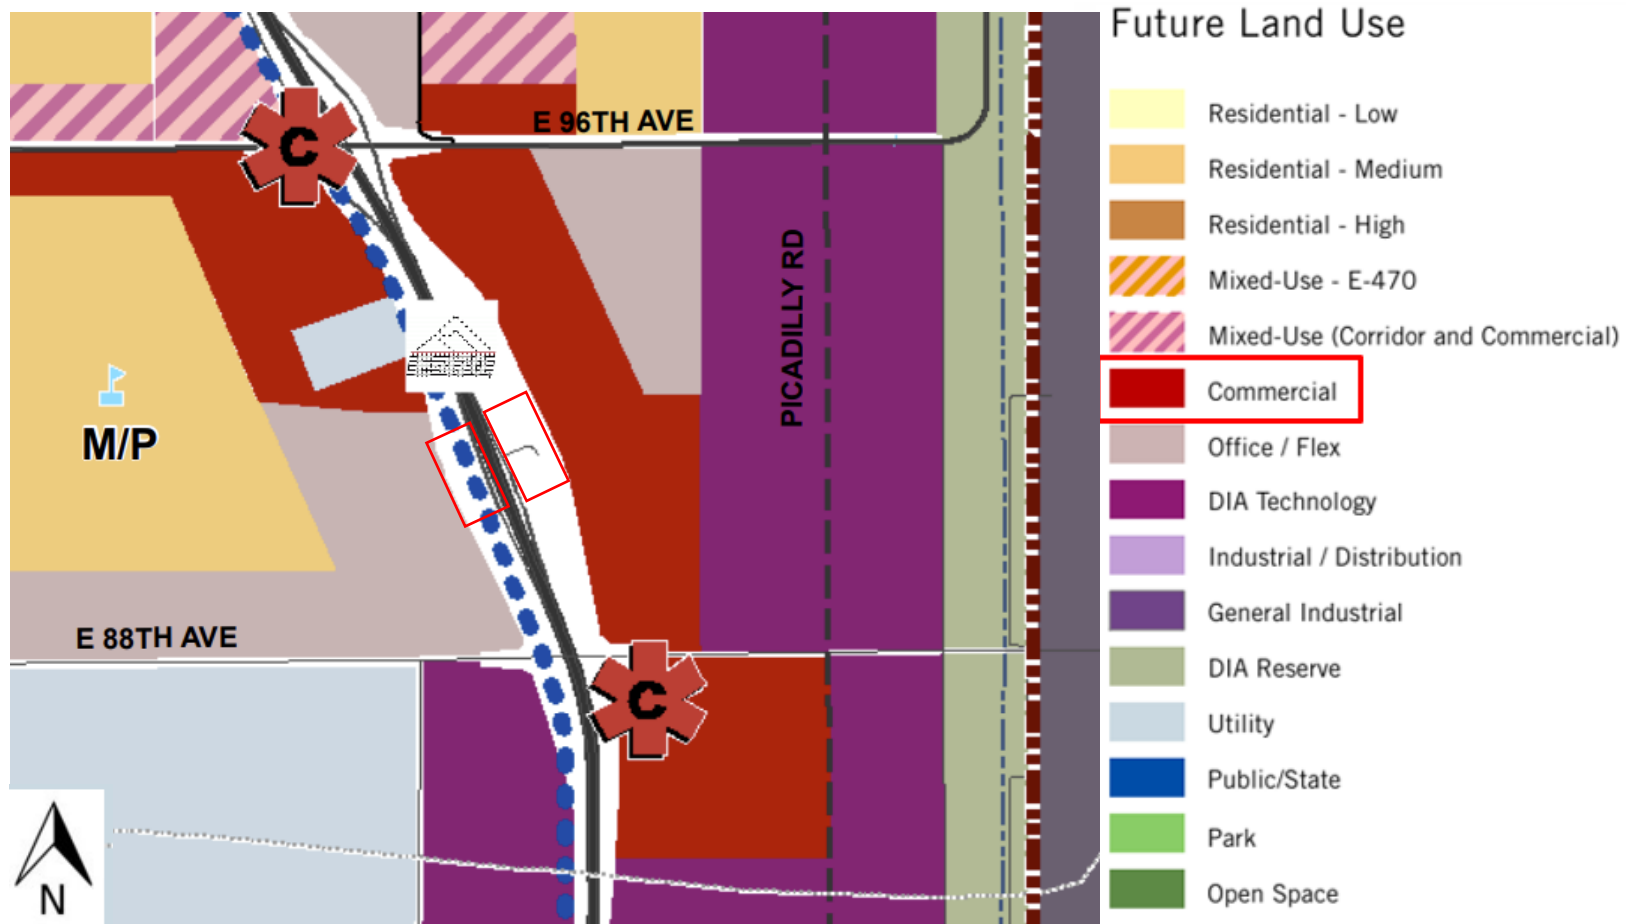 Future Land Use
C
E 96TH AVE
PICADILLY RD
M/P
E 88TH AVE
C
N
Residential - Low
Residential - Medium
Residential - High
Mixed-Use - E-470
Mixed-Use (Corridor and Commercial)
Commercial
Office / Flex
DIA Technology
Industrial / Distribution
General Industrial
DIA Reserve
Utility
Public/State
Park
Open Space